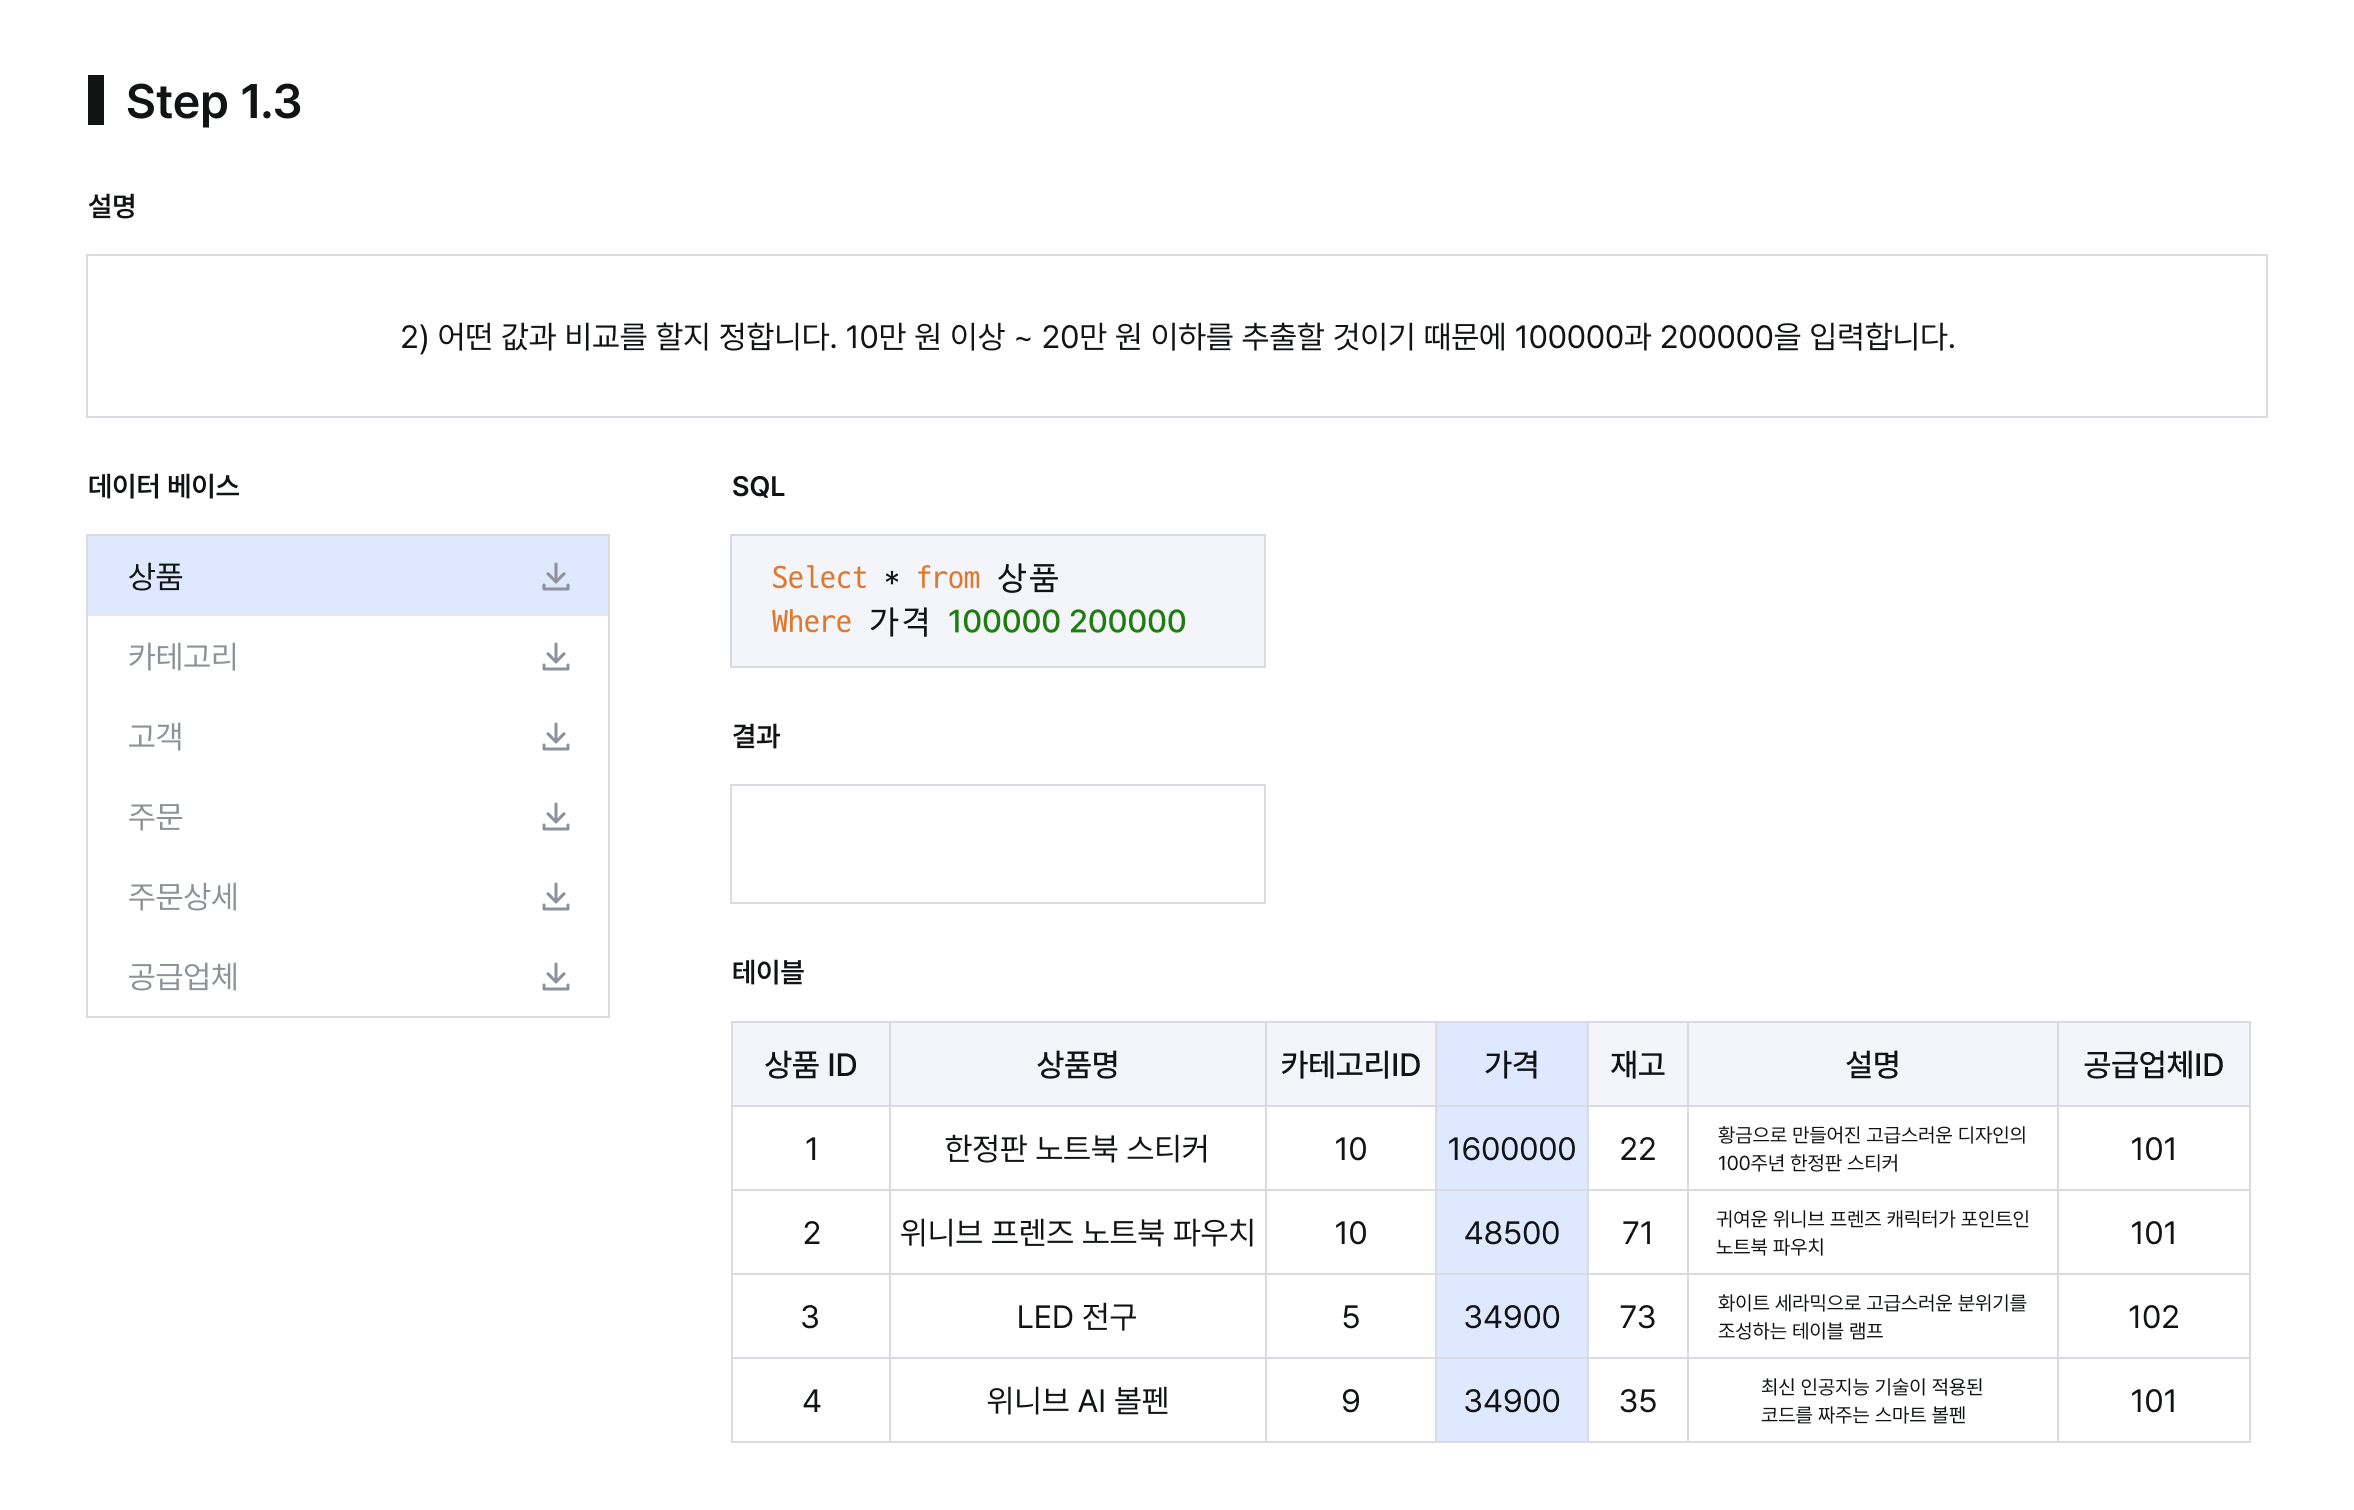 Step 1.3
설명
2) 어떤 값과 비교를 할지 정합니다. 10만 원 이상 ~ 20만 원 이하를 추출할 것이기 때문에 100000과 200000을 입력합니다.
데이터 베이스
상품
카테고리
고객
주문
주문상세
공급업체
SQL
Select * from 상품
Where 가격 100000 200000
결과
테이블
상품 ID 상품명 카테고리ID 가격 재고 설명 공급업체ID
1 한정판 노트북 스티커 10 1600000 22 황금으로 만들어진 고급스러운 디자인의
100주년 한정판 스티커 101
2 위니브 프렌즈 노트북 파우치 10 48500 71 귀여운 위니브 프렌즈 캐릭터가 포인트인
노트북 파우치 101
3 LED 전구 5 34900 73 화이트 세라믹으로 고급스러운 분위기를
조성하는 테이블 램프 102
4 위니브 AI 볼펜 9 34900 35 최신 인공지능 기술이 적용된
코드를 짜주는 스마트 볼펜 101